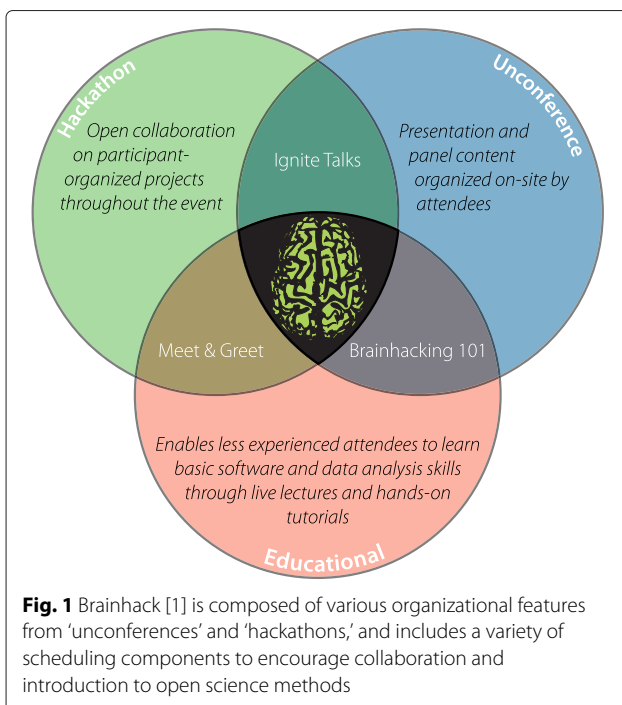 Hackathon
Unconference
Open collaboration
on participant-
organized projects
throughout the event
Ignite Talks
Presentation and
panel content
organized on-site by
attendees
Meet & Greet
Brainhacking 101
Enables less experienced attendees to learn
basic software and data analysis skills
through live lectures and hands-on
tutorials
Educational
Fig. 1 Brainhack [1] is composed of various organizational features
from ‘unconferences’ and ‘hackathons,’ and includes a variety of
scheduling components to encourage collaboration and
introduction to open science methods